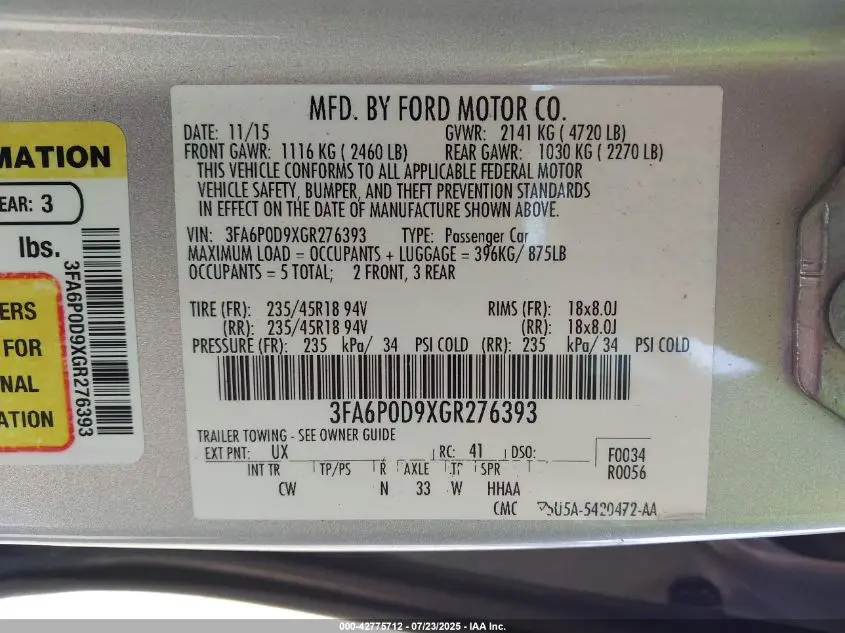 MATION
EAR: 3
lbs.
3FA6P0D9XGR276393
ERS
FOR
NAL
ATION
MFD. BY FORD MOTOR CO.
DATE: 11/15 GVWR: 2141 KG ( 4720 LB)
FRONT GAWR: 1116 KG ( 2460 LB) REAR GAWR: 1030 KG ( 2270 LB)
THIS VEHICLE CONFORMS TO ALL APPLICABLE FEDERAL MOTOR
VEHICLE SAFETY, BUMPER, AND THEFT PREVENTION STANDARDS
IN EFFECT ON THE DATE OF MANUFACTURE SHOWN ABOVE.
VIN: 3FA6P0D9XGR276393 TYPE: Passenger Car
MAXIMUM LOAD = OCCUPANTS + LUGGAGE = 396KG/ 875LB
OCCUPANTS = 5 TOTAL; 2 FRONT, 3 REAR
TIRE (FR): 235/45R18 94V RIMS (FR): 18x8.0J
(RR): 235/45R18 94V (RR): 18x8.0J
PRESSURE (FR): 235 kPa/ 34 PSI COLD (RR): 235 kPa/ 34 PSI COLD
3FA6P0D9XGR276393
TRAILER TOWING - SEE OWNER GUIDE
EXT PNT: UX RC: 41 DSO: F0034
INT TR TP/PS R AXLE TR SPR R0056
CW N 33 W HHAA
CMC U5A-5420472-AA
000-42775712 - 07/23/2025 - IAA Inc.